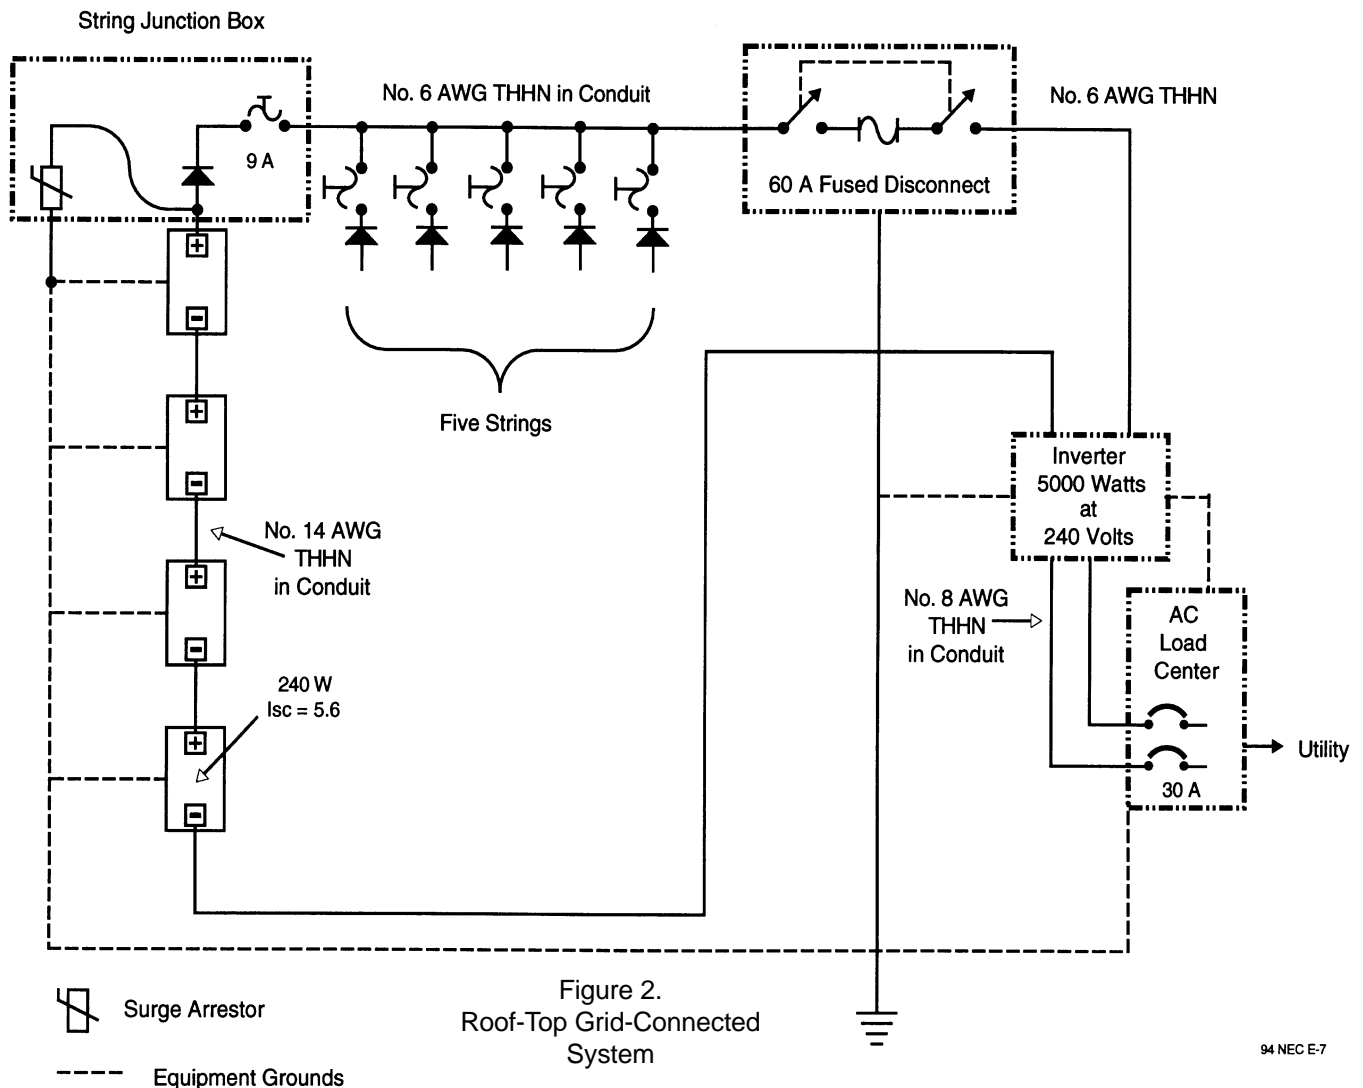 String Junction Box
No. 6 AWG THHN in Conduit
No. 6 AWG THHN
9 A
60 A Fused Disconnect
+
-
Five Strings
+
-
Inverter
5000 Watts
at
240 Volts
No. 14 AWG
THHN
in Conduit
+
-
No. 8 AWG
THHN
in Conduit
AC
Load
Center
240 W
Isc = 5.6
+
-
Utility
30 A
Figure 2.
Roof-Top Grid-Connected
System
Surge Arrestor
Equipment Grounds
94 NEC E-7